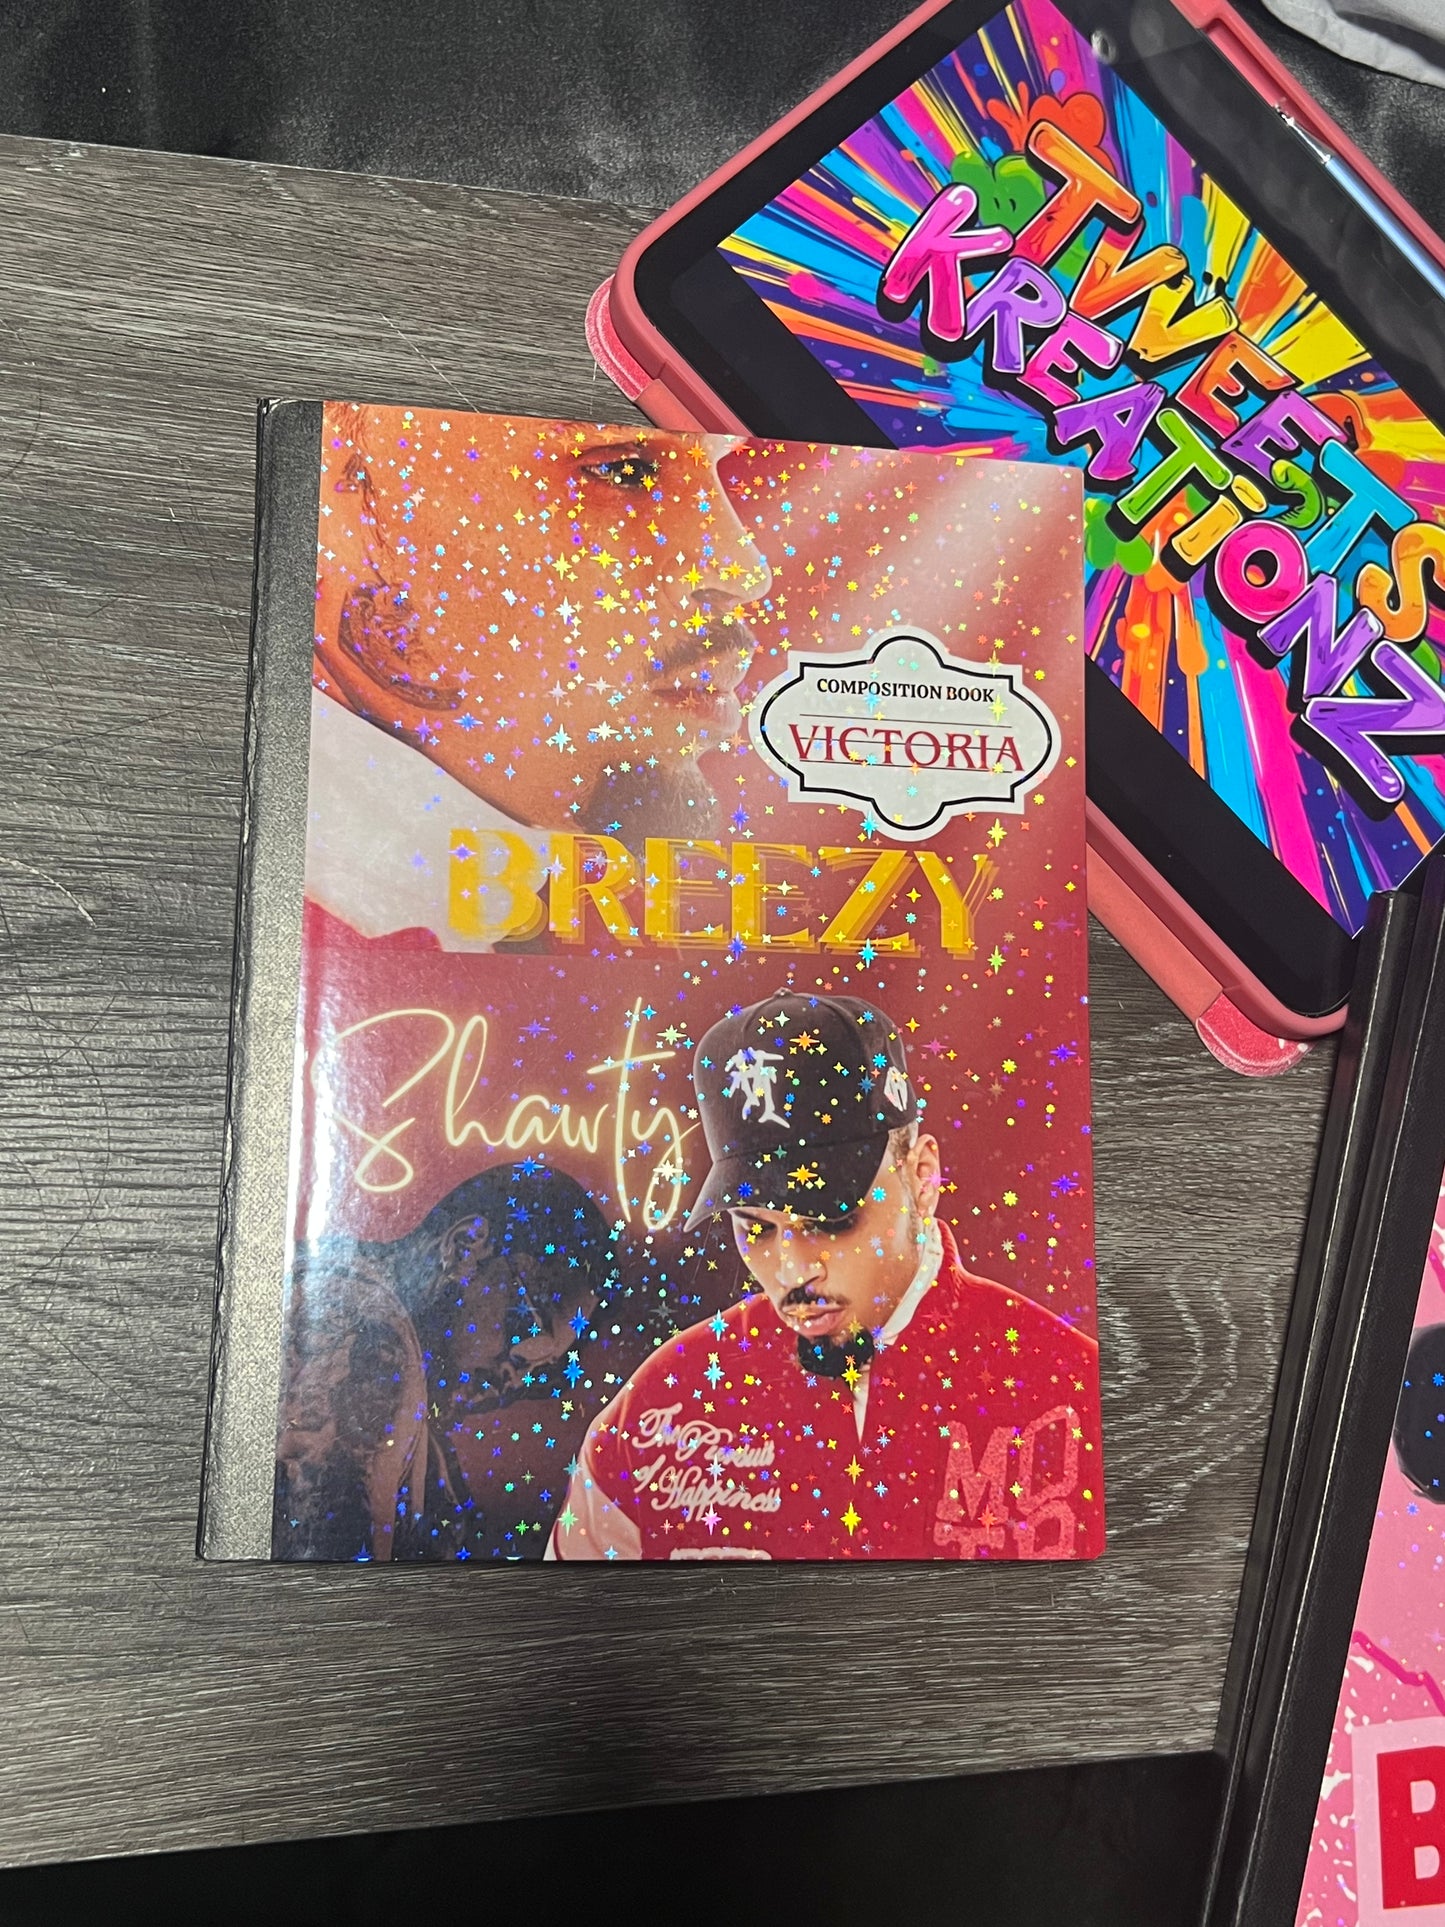 TWEETS
KREATIONZ
COMPOSITION BOOK
VICTORIA
BREEZY
Shawty
The Pursuit
of Happiness
B